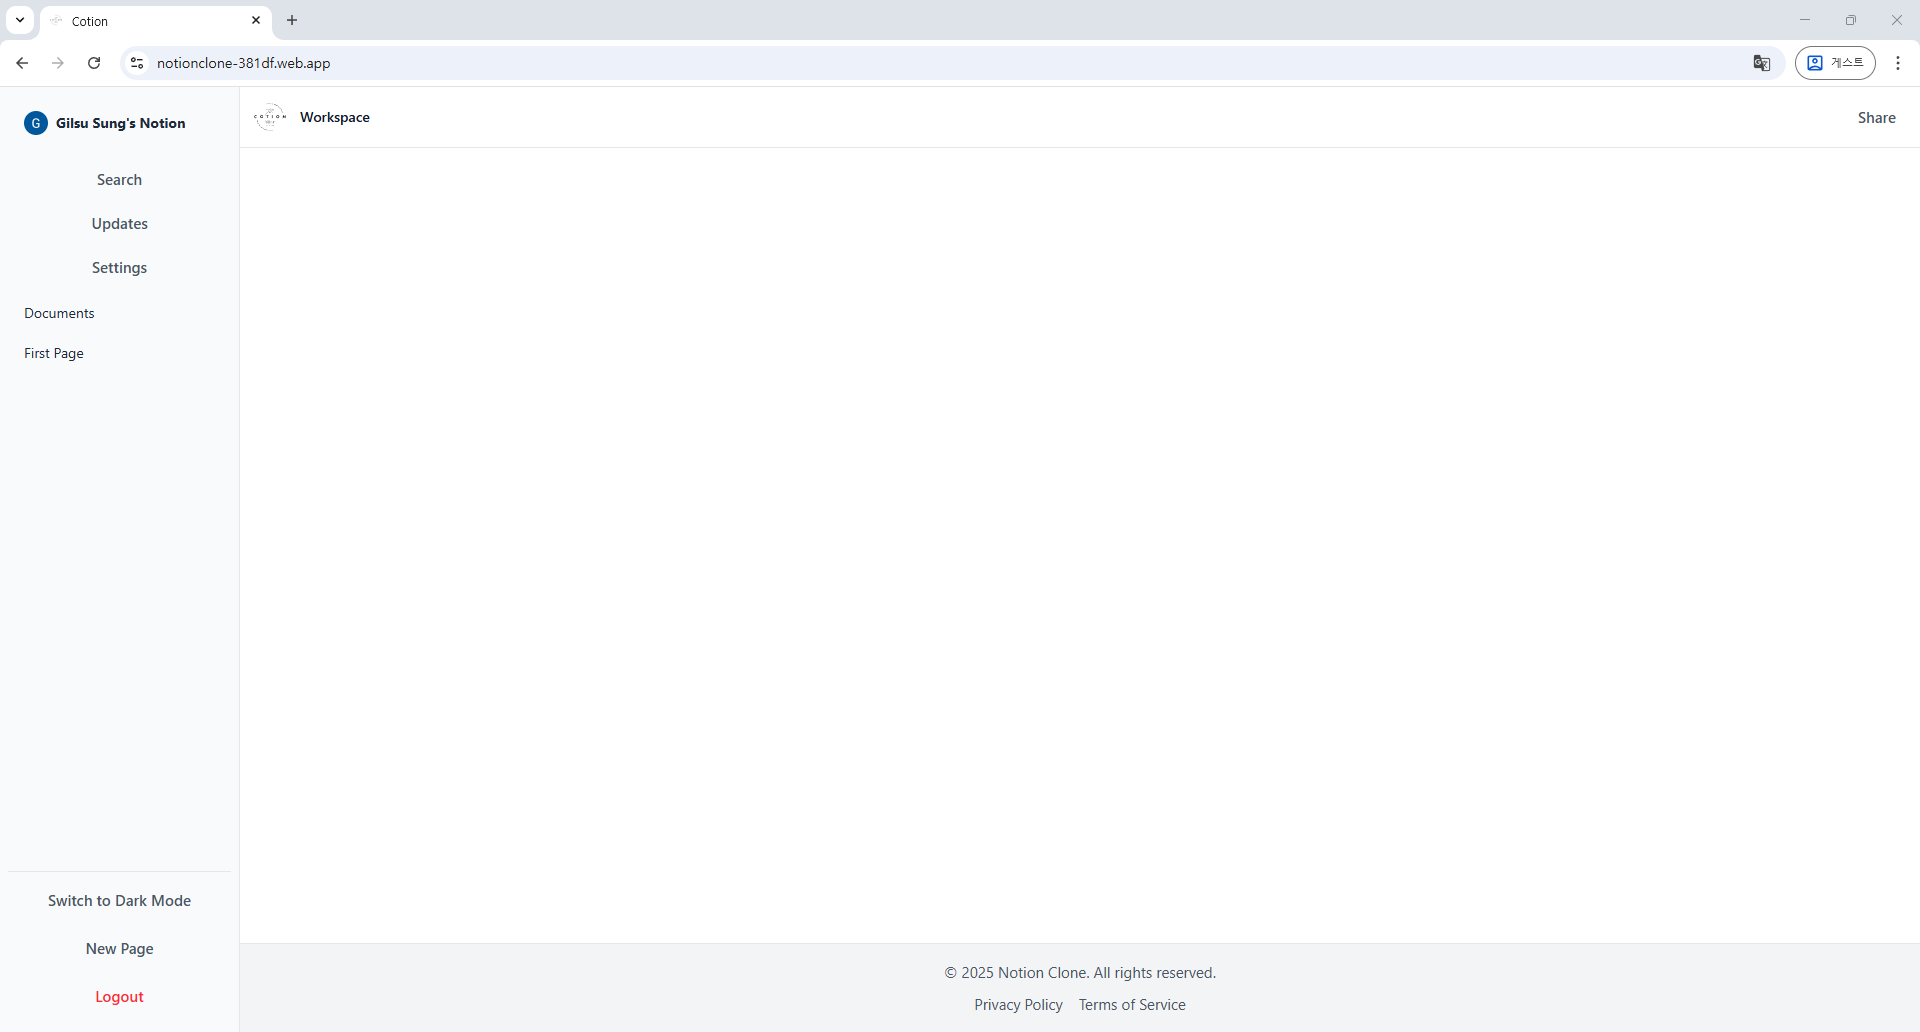 Cotion
notionclone-381df.web.app
게스트
G Gilsu Sung's Notion
COTION Workspace
Share
Search
Updates
Settings
Documents
First Page
Switch to Dark Mode
New Page
Logout
© 2025 Notion Clone. All rights reserved.
Privacy Policy Terms of Service